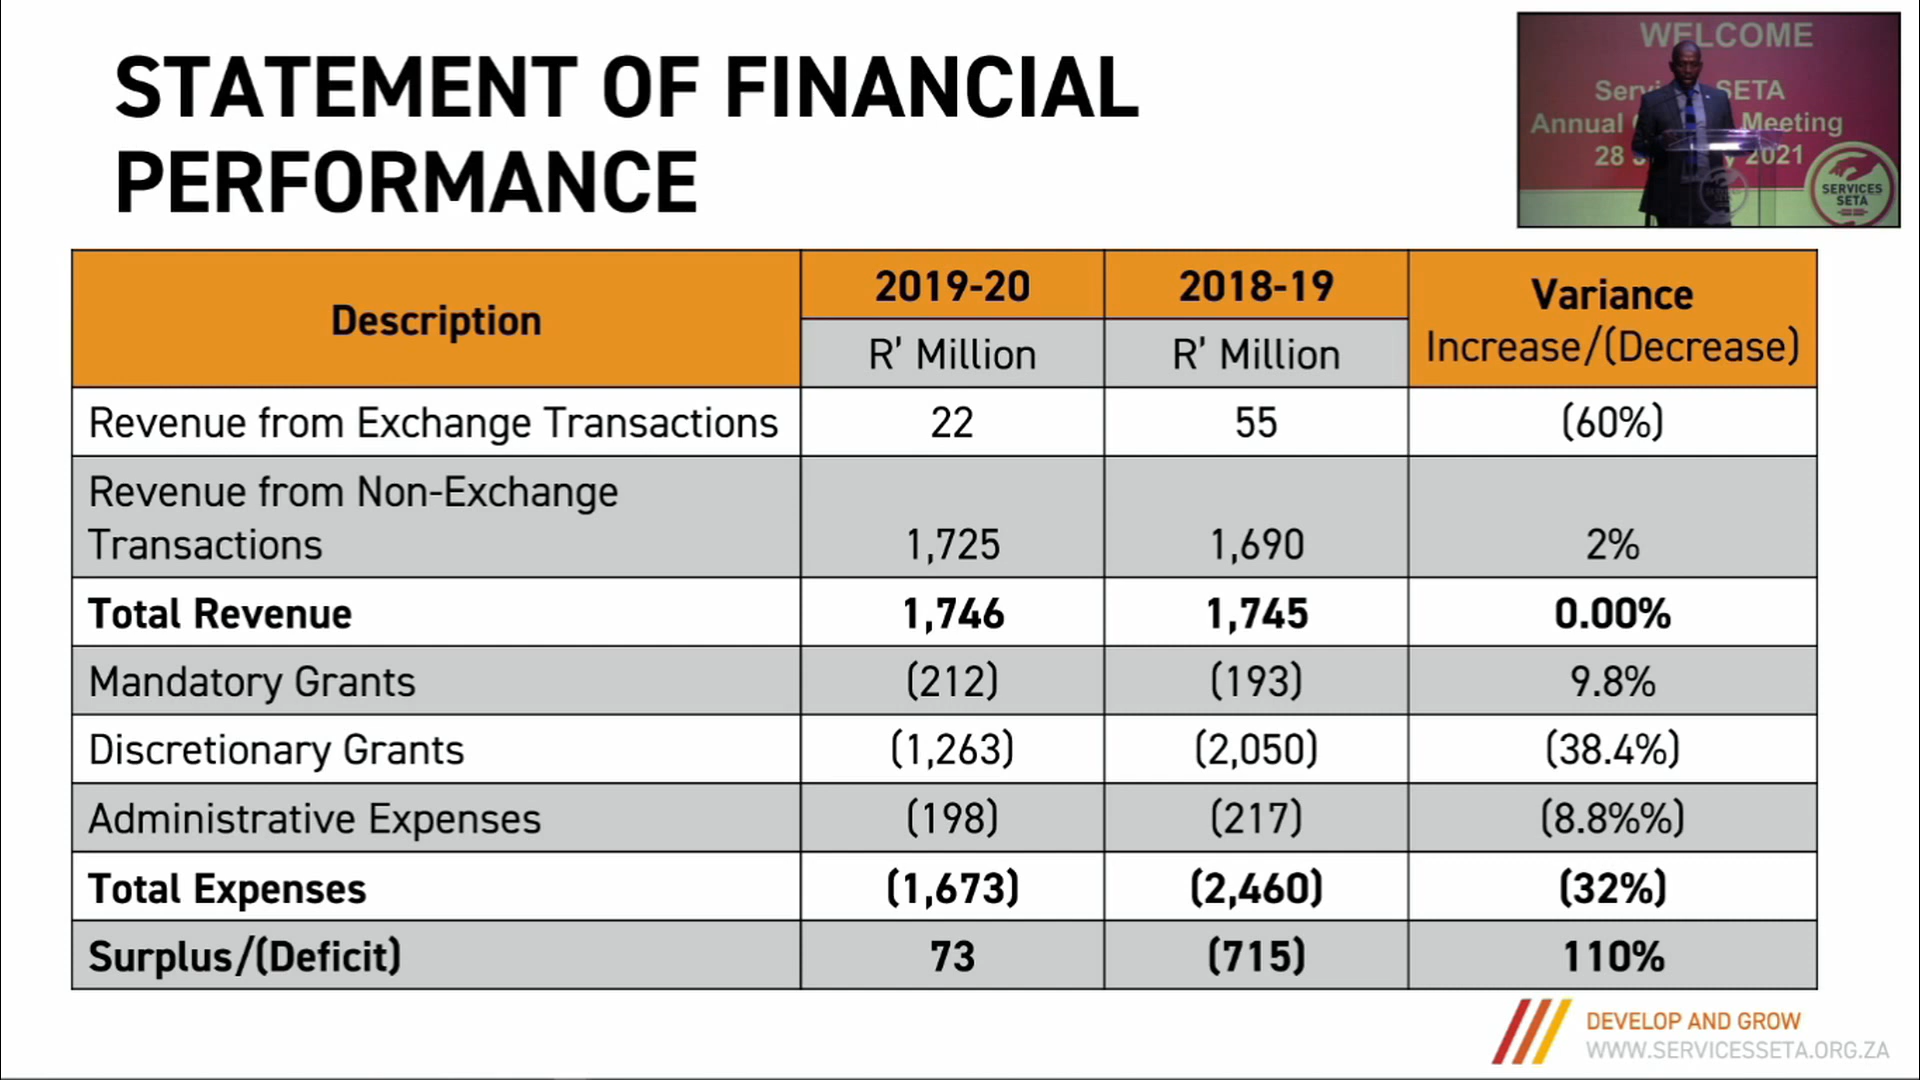 STATEMENT OF FINANCIAL
PERFORMANCE
WELCOME
SETA
Annual Meeting
28 2021
SERVICES
SETA
Description 2019-20 2018-19 Variance
R' Million R' Million Increase/(Decrease)
Revenue from Exchange Transactions 22 55 (60%)
Revenue from Non-Exchange
Transactions 1,725 1,690 2%
Total Revenue 1,746 1,745 0.00%
Mandatory Grants (212) (193) 9.8%
Discretionary Grants (1,263) (2,050) (38.4%)
Administrative Expenses (198) (217) (8.8%%)
Total Expenses (1,673) (2,460) (32%)
Surplus/(Deficit) 73 (715) 110%
DEVELOP AND GROW
WWW.SERVICESSETA.ORG.ZA